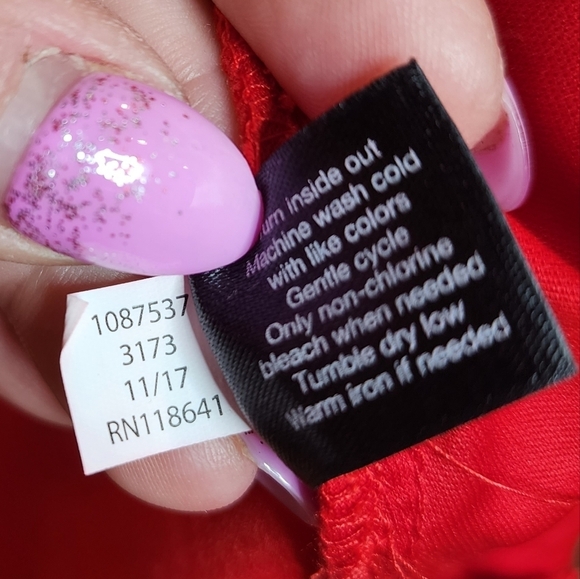 1087537
3173
11/17
RN118641
urn inside out
Machine wash cold
with like colors
Gentle cycle
Only non-chlorine
bleach when needed
Tumble dry low
Warm iron if needed